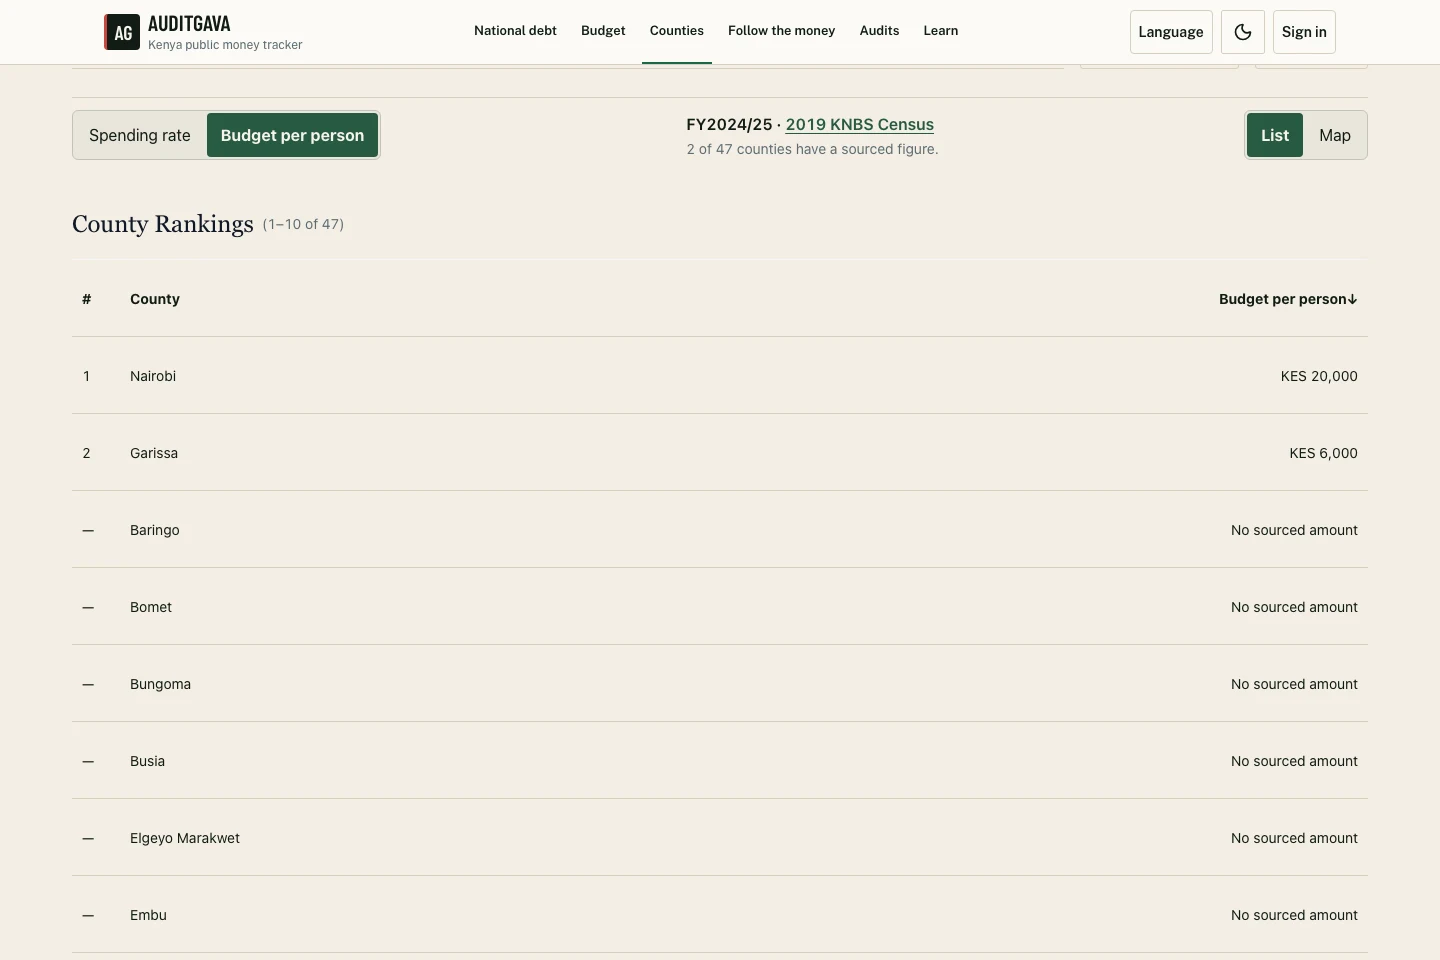 AG
AUDITGAVA
Kenya public money tracker
National debt
Budget
Counties
Follow the money
Audits
Learn
Language
Sign in
Spending rate
Budget per person
FY2024/25 · 2019 KNBS Census
2 of 47 counties have a sourced figure.
List
Map
County Rankings (1–10 of 47)
# County Budget per person↓
1 Nairobi KES 20,000
2 Garissa KES 6,000
— Baringo No sourced amount
— Bomet No sourced amount
— Bungoma No sourced amount
— Busia No sourced amount
— Elgeyo Marakwet No sourced amount
— Embu No sourced amount